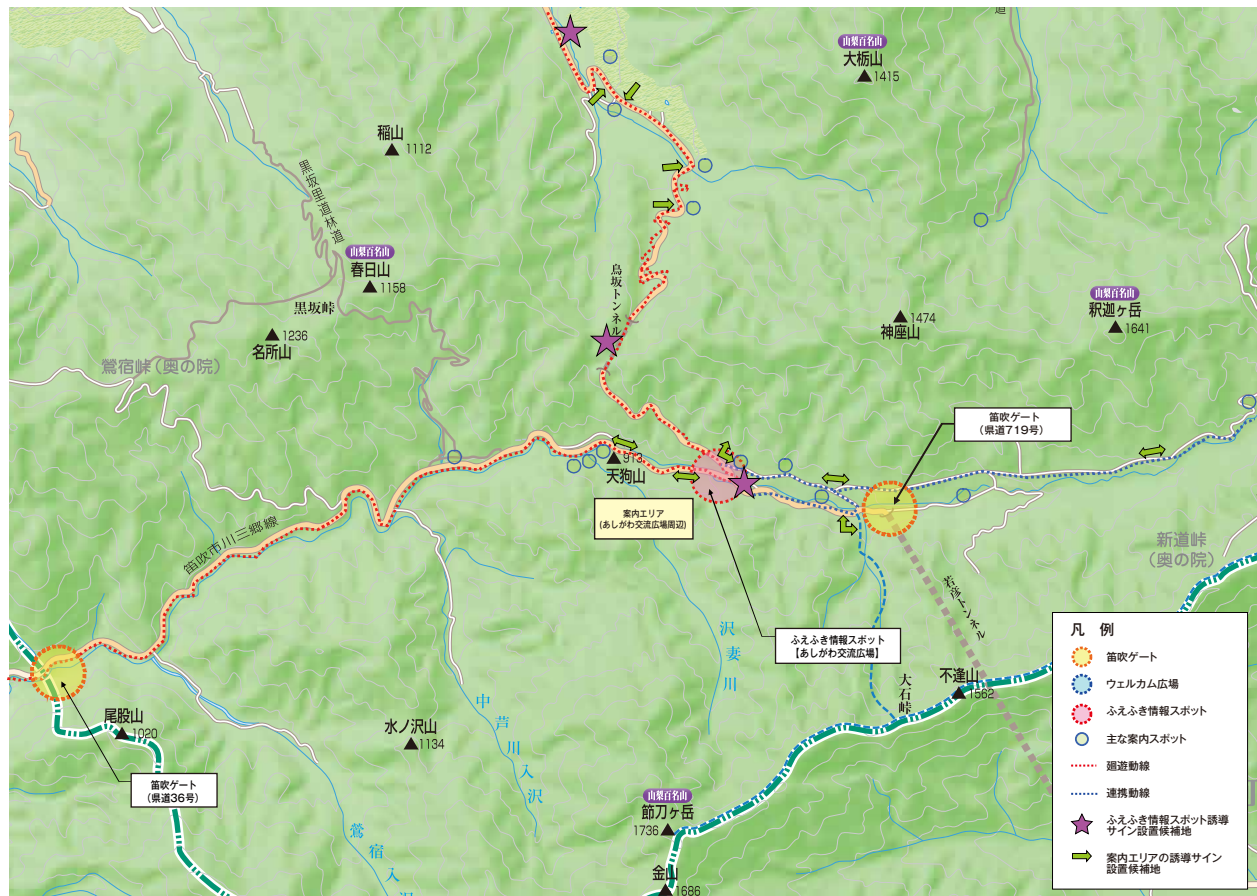 道
山梨百名山
大栃山
1415
稲山
1112
黒坂里道林道
山梨百名山
春日山
1158
黒坂峠
1236
名所山
鶯宿峠（奥の院）
鳥坂トンネル
1474
神座山
山梨百名山
釈迦ヶ岳
1641
笛吹ゲート
（県道719号）
913
天狗山
案内エリア
(あしがわ交流広場周辺)
笛吹市川三郷線
新道峠
（奥の院）
若彦トンネル
ふえふき情報スポット
【あしがわ交流広場】
沢妻川
大石峠
不逢山
1562
尾股山
1020
水ノ沢山
1134
中芦川入沢
笛吹ゲート
（県道36号）
鶯宿入
山梨百名山
節刀ヶ岳
1736
金山
1686
凡 例
笛吹ゲート
ウェルカム広場
ふえふき情報スポット
主な案内スポット
廻遊動線
連携動線
ふえふき情報スポット誘導
サイン設置候補地
案内エリアの誘導サイン
設置候補地